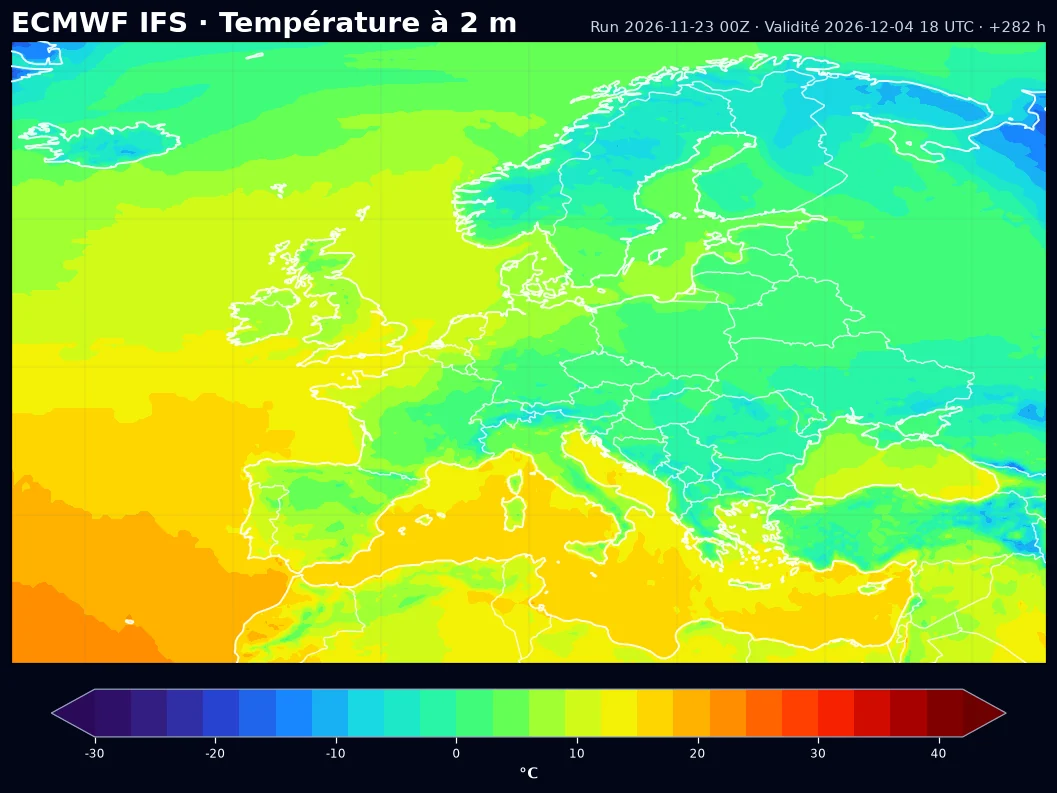 ECMWF IFS · Température à 2 m
Run 2026-11-23 00Z · Validité 2026-12-04 18 UTC · +282 h
-30 -20 -10 0 10 20 30 40
°C